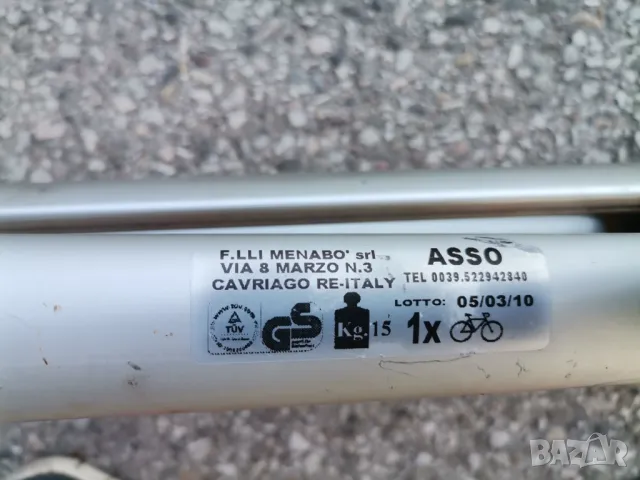 F.LLI MENABO' srl
VIA 8 MARZO N.3
CAVRIAGO RE-ITALY
ASSO
TEL 0039.522942840
LOTTO: 05/03/10
TÜV
GS
Kg. 15
1x
BAZAR